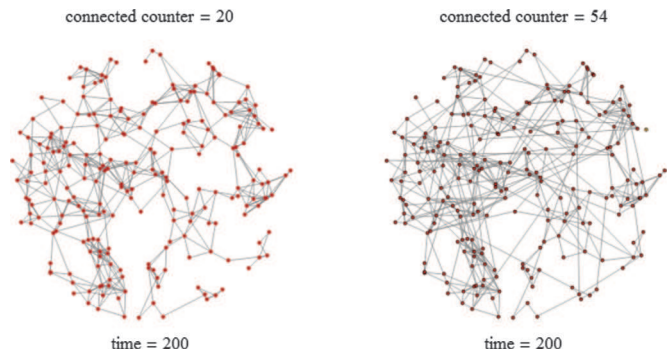 connected counter = 20
connected counter = 54
time = 200
time = 200